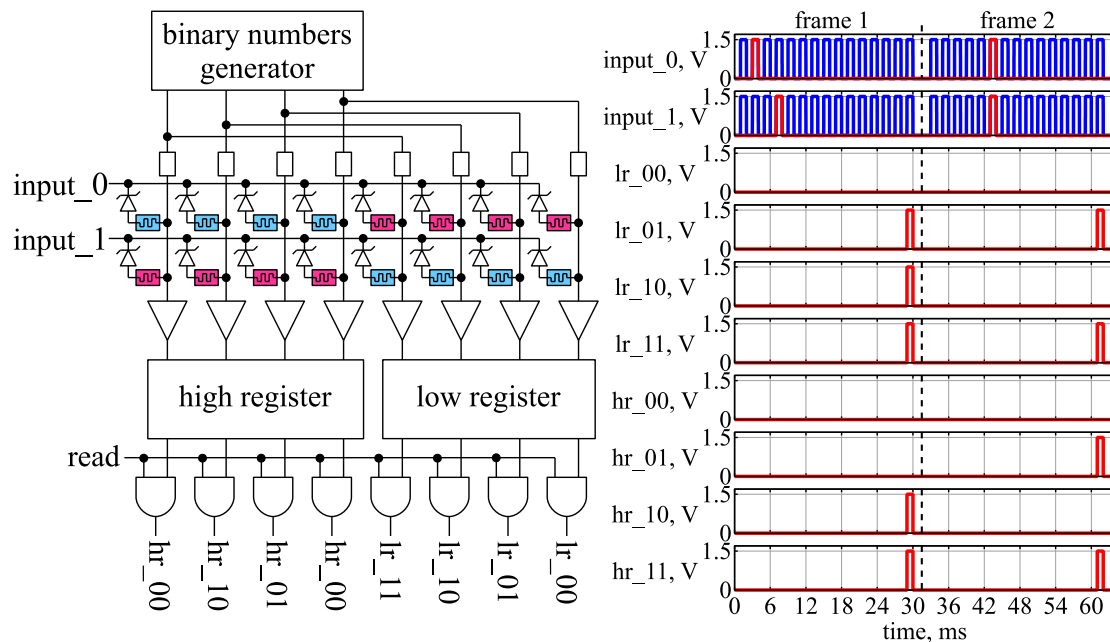 binary numbers
generator
input_0
input_1
high register
low register
read
hr_00
hr_10
hr_01
hr_00
lr_11
lr_10
lr_01
lr_00
frame 1
frame 2
input_0, V
1.5
0
input_1, V
1.5
0
lr_00, V
1.5
0
lr_01, V
1.5
0
lr_10, V
1.5
0
lr_11, V
1.5
0
hr_00, V
1.5
0
hr_01, V
1.5
0
hr_10, V
1.5
0
hr_11, V
1.5
0
0 6 12 18 24 30 36 42 48 54 60
time, ms